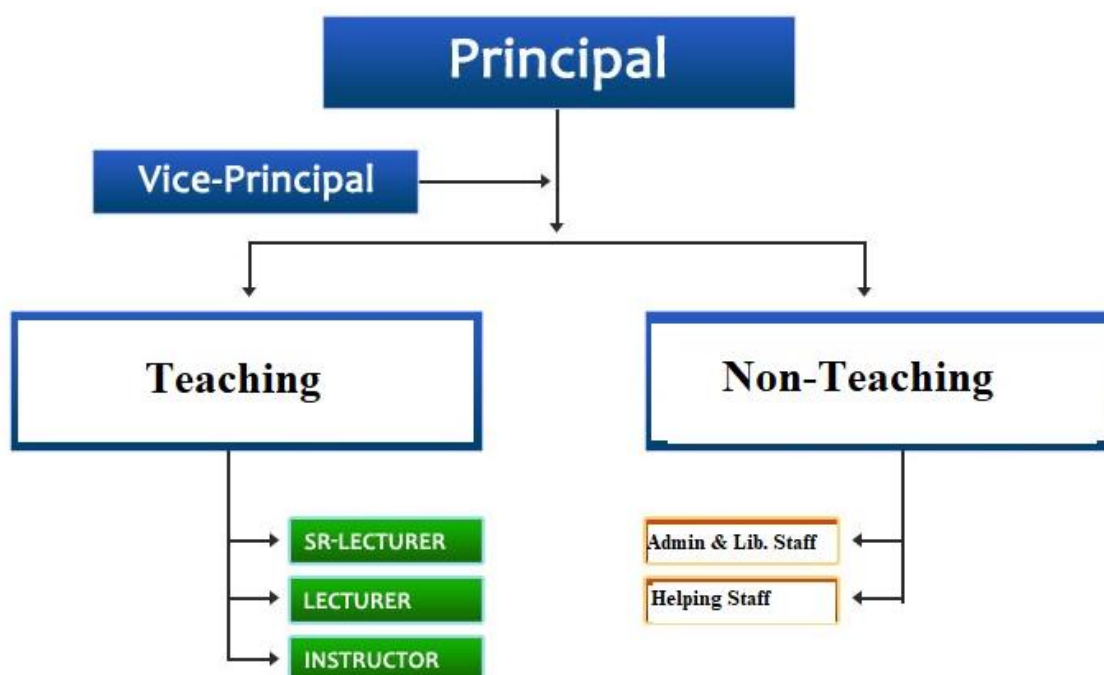 Principal
Vice-Principal
Teaching
Non-Teaching
SR-LECTURER
LECTURER
INSTRUCTOR
Admin & Lib. Staff
Helping Staff